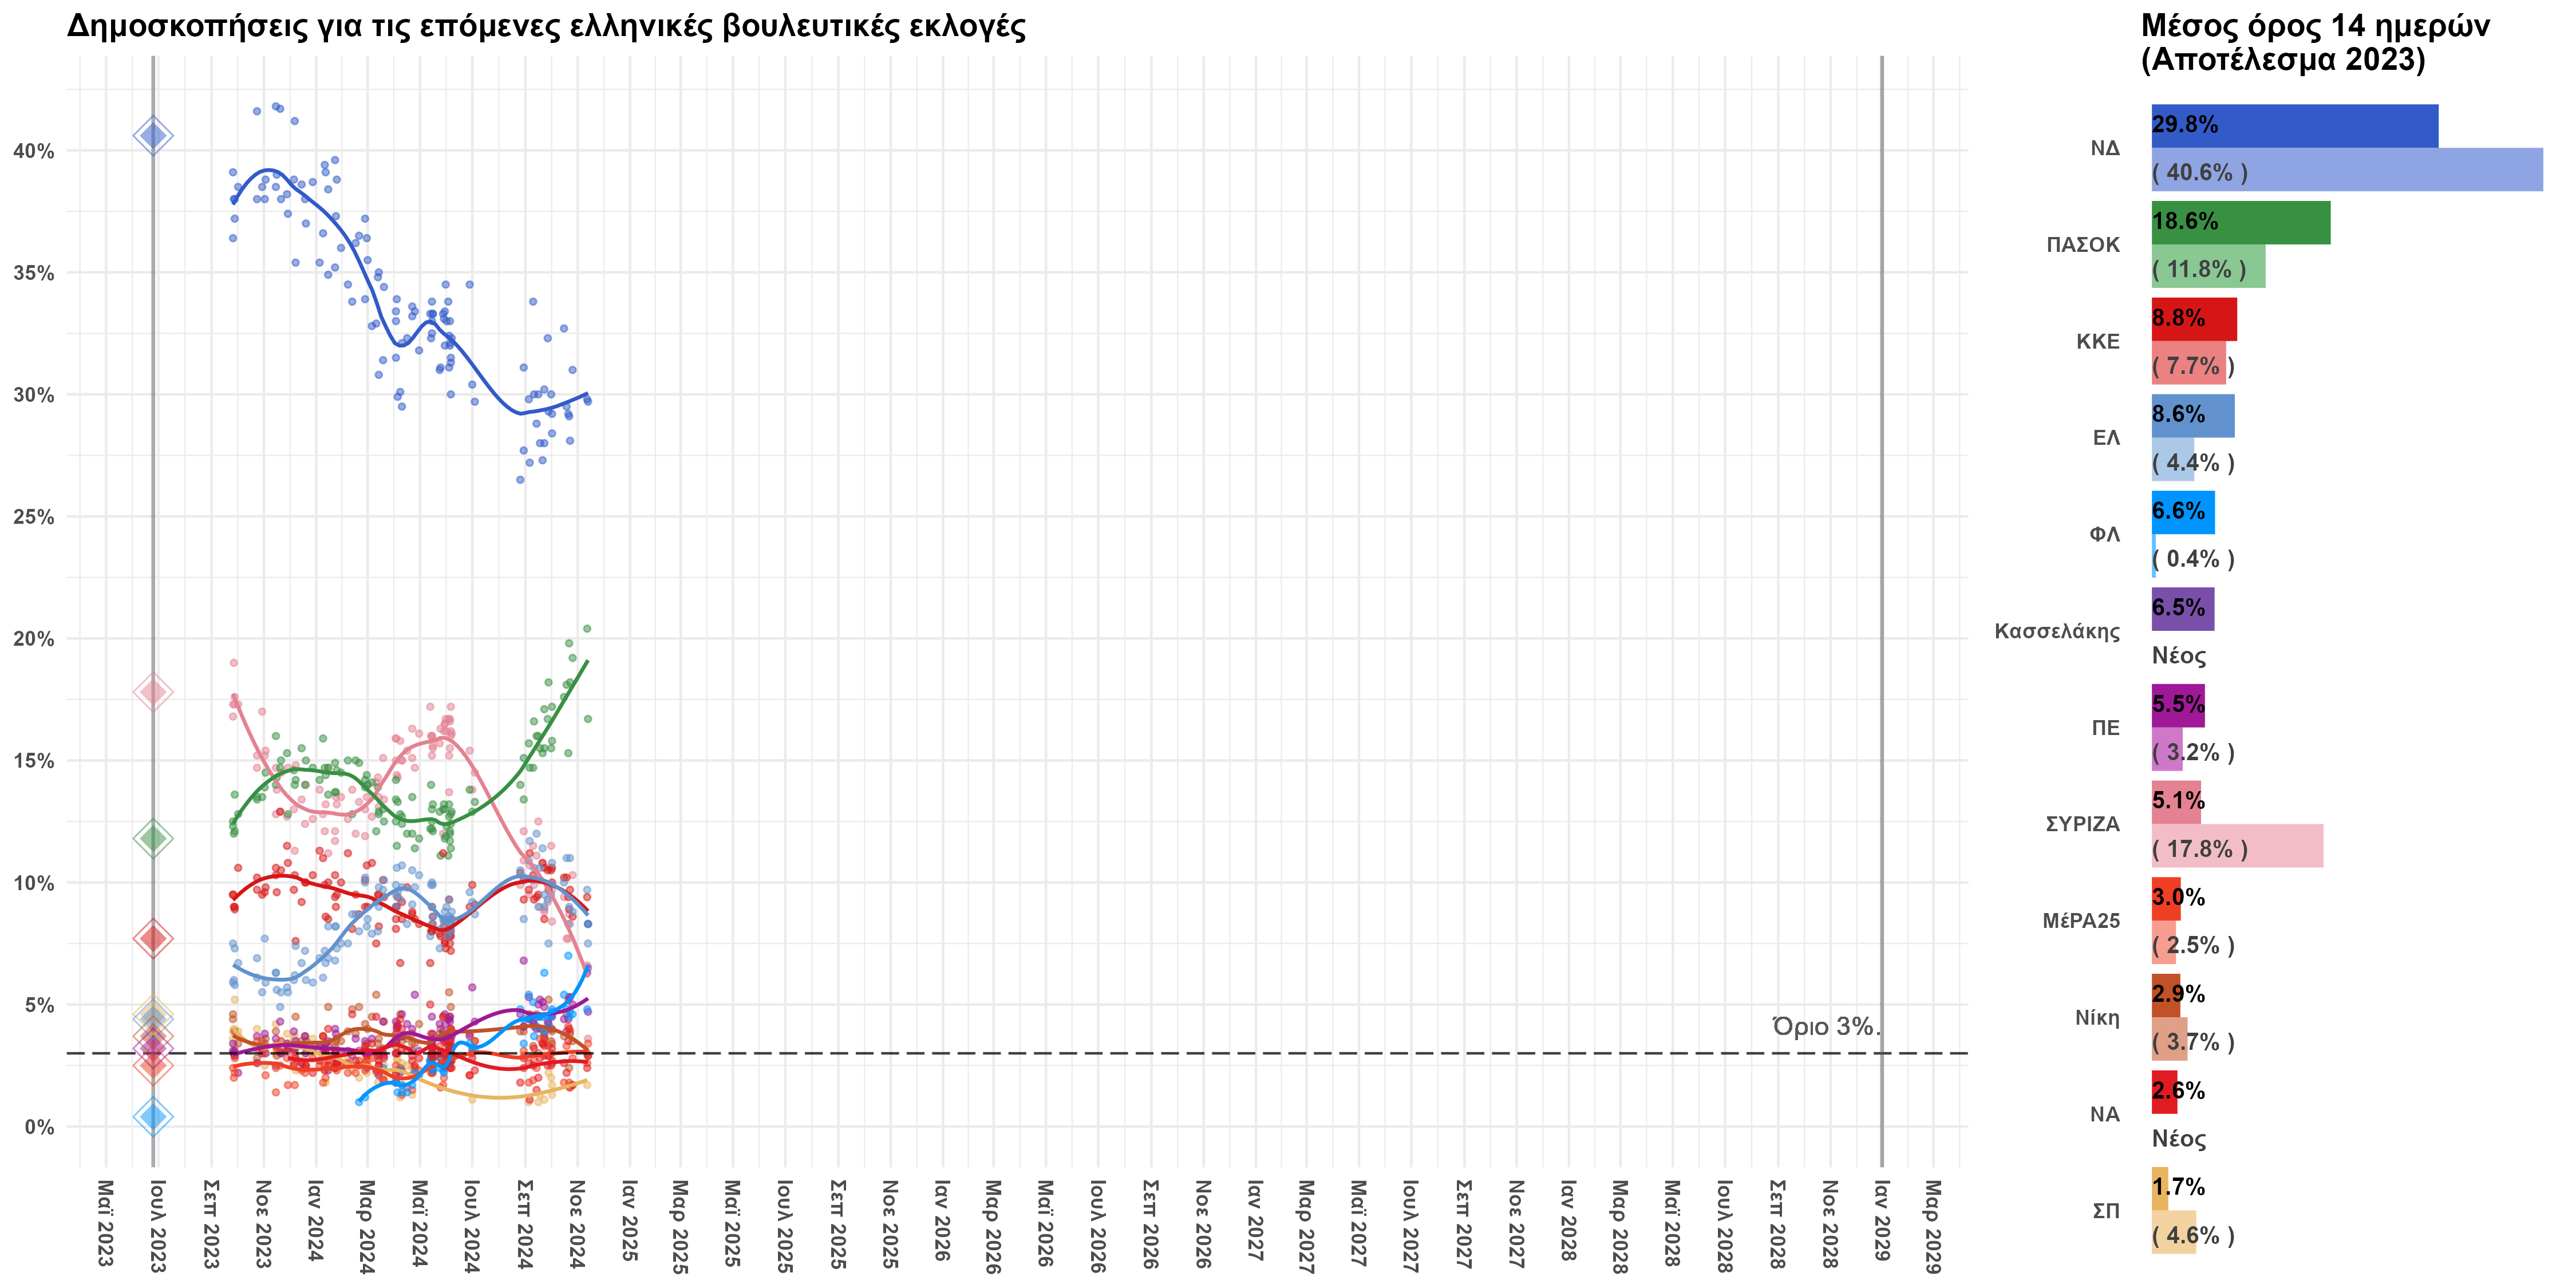 Δημοσκοπήσεις για τις επόμενες ελληνικές βουλευτικές εκλογές
40%
35%
30%
25%
20%
15%
10%
5%
0%
Όριο 3%.
Μαϊ 2023
Ιουλ 2023
Σεπ 2023
Νοε 2023
Ιαν 2024
Μαρ 2024
Μαϊ 2024
Ιουλ 2024
Σεπ 2024
Νοε 2024
Ιαν 2025
Μαρ 2025
Μαϊ 2025
Ιουλ 2025
Σεπ 2025
Νοε 2025
Ιαν 2026
Μαρ 2026
Μαϊ 2026
Ιουλ 2026
Σεπ 2026
Νοε 2026
Ιαν 2027
Μαρ 2027
Μαϊ 2027
Ιουλ 2027
Σεπ 2027
Νοε 2027
Ιαν 2028
Μαρ 2028
Μαϊ 2028
Ιουλ 2028
Σεπ 2028
Νοε 2028
Ιαν 2029
Μαρ 2029
Μέσος όρος 14 ημερών
(Αποτέλεσμα 2023)
ΝΔ
29.8%
( 40.6% )
ΠΑΣΟΚ
18.6%
( 11.8% )
ΚΚΕ
8.8%
( 7.7% )
ΕΛ
8.6%
( 4.4% )
ΦΛ
6.6%
( 0.4% )
Κασσελάκης
6.5%
Νέος
ΠΕ
5.5%
( 3.2% )
ΣΥΡΙΖΑ
5.1%
( 17.8% )
ΜέΡΑ25
3.0%
( 2.5% )
Νίκη
2.9%
( 3.7% )
ΝΑ
2.6%
Νέος
ΣΠ
1.7%
( 4.6% )